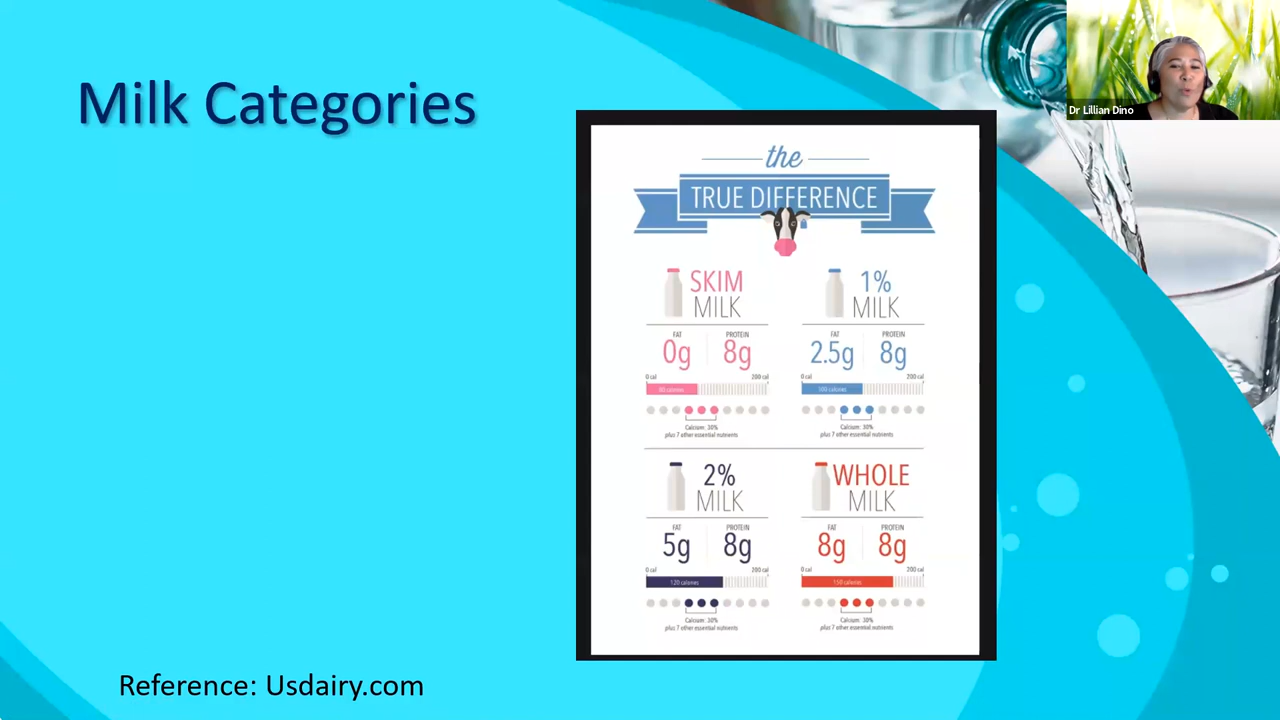 Milk Categories
Dr Lillian Dino
the
TRUE DIFFERENCE
SKIM
MILK
FAT
PROTEIN
0g
8g
0 cal
200 cal
80 calories
Calcium: 30%
plus 7 other essential nutrients
1%
MILK
FAT
PROTEIN
2.5g
8g
0 cal
200 cal
100 calories
Calcium: 30%
plus 7 other essential nutrients
2%
MILK
FAT
PROTEIN
5g
8g
0 cal
200 cal
120 calories
Calcium: 30%
plus 7 other essential nutrients
WHOLE
MILK
FAT
PROTEIN
8g
8g
0 cal
200 cal
150 calories
Calcium: 30%
plus 7 other essential nutrients
Reference: Usdairy.com